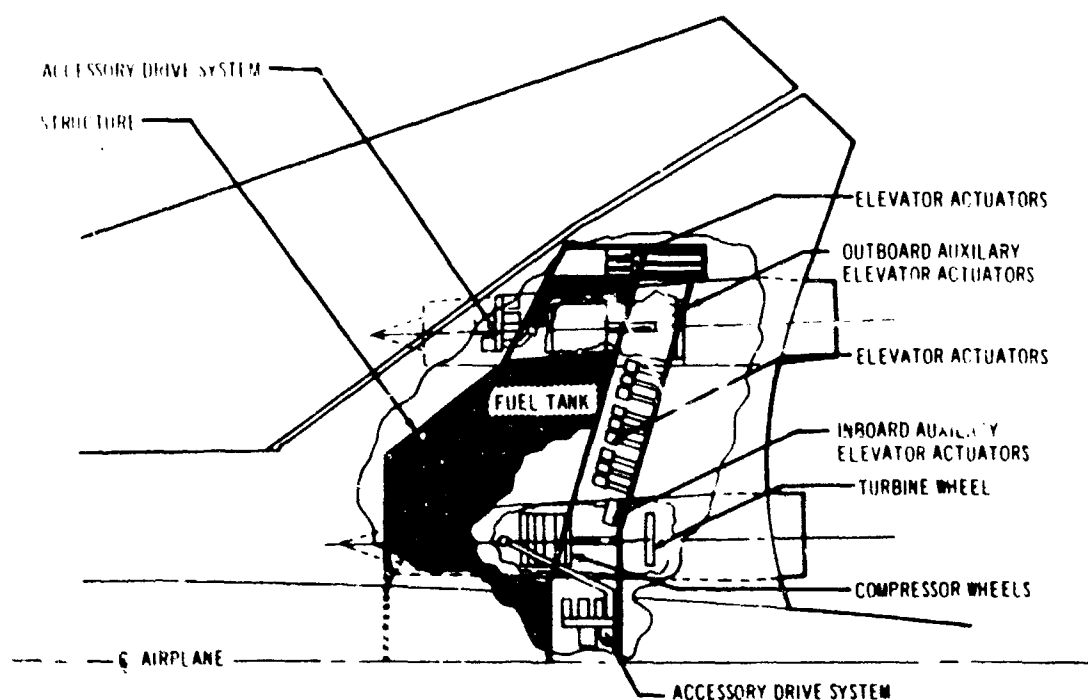 ACCESSORY DRIVE SYSTEM
STRUCTURE
ELEVATOR ACTUATORS
OUTBOARD AUXILARY
ELEVATOR ACTUATORS
ELEVATOR ACTUATORS
FUEL TANK
INBOARD AUXILARY
ELEVATOR ACTUATORS
TURBINE WHEEL
COMPRESSOR WHEELS
℄ AIRPLANE
ACCESSORY DRIVE SYSTEM